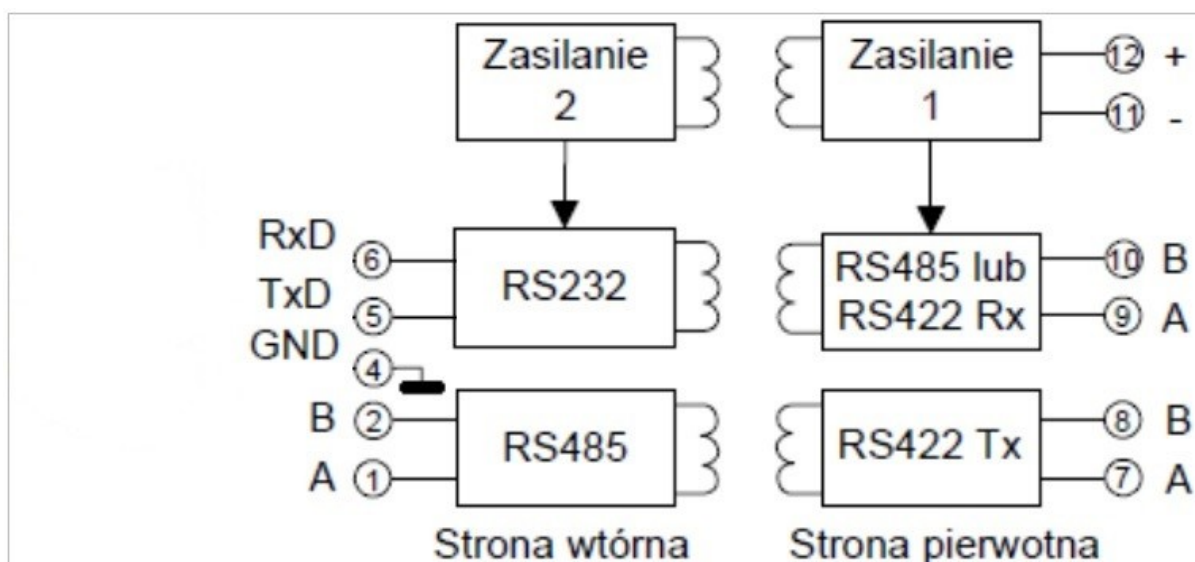 Zasilanie
2
Zasilanie
1
12 +
11 -
RxD
6
TxD
5
GND
4
RS232
RS485 lub
RS422 Rx
10 B
9 A
B 2
A 1
RS485
RS422 Tx
8 B
7 A
Strona wtórna
Strona pierwotna